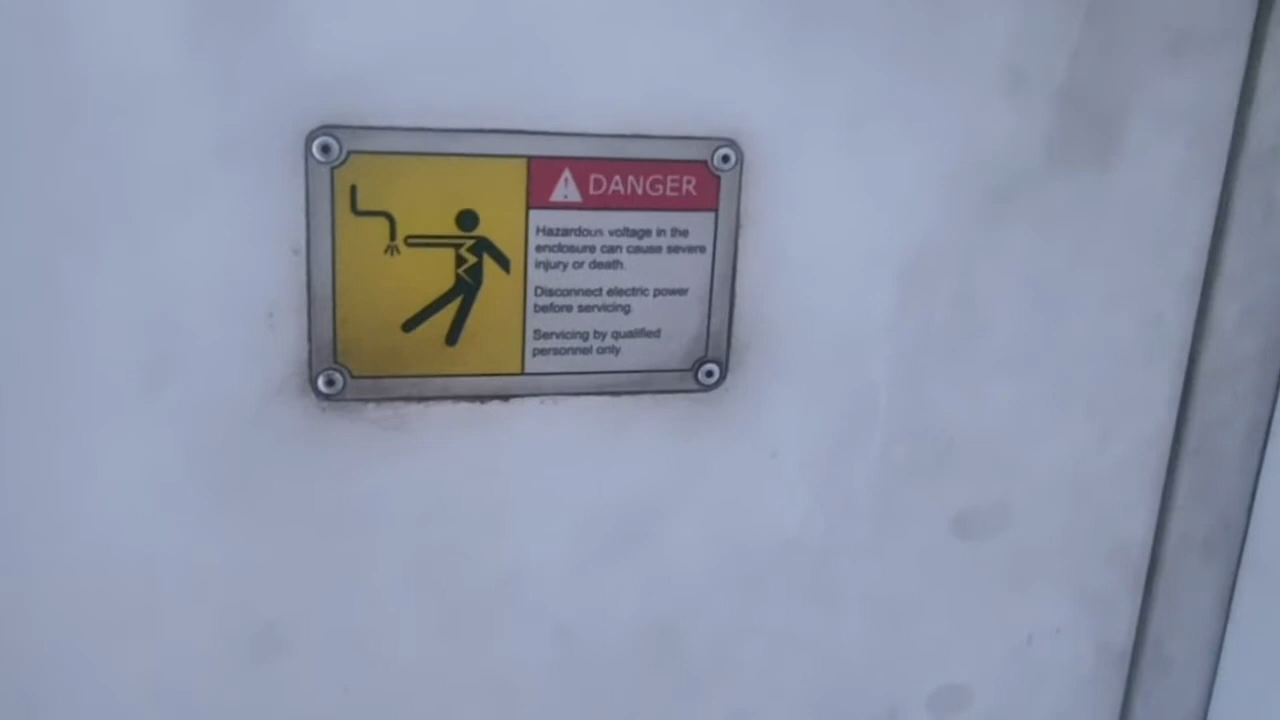 DANGER
Hazardous voltage in the
enclosure can cause severe
injury or death.
Disconnect electric power
before servicing.
Servicing by qualified
personnel only.